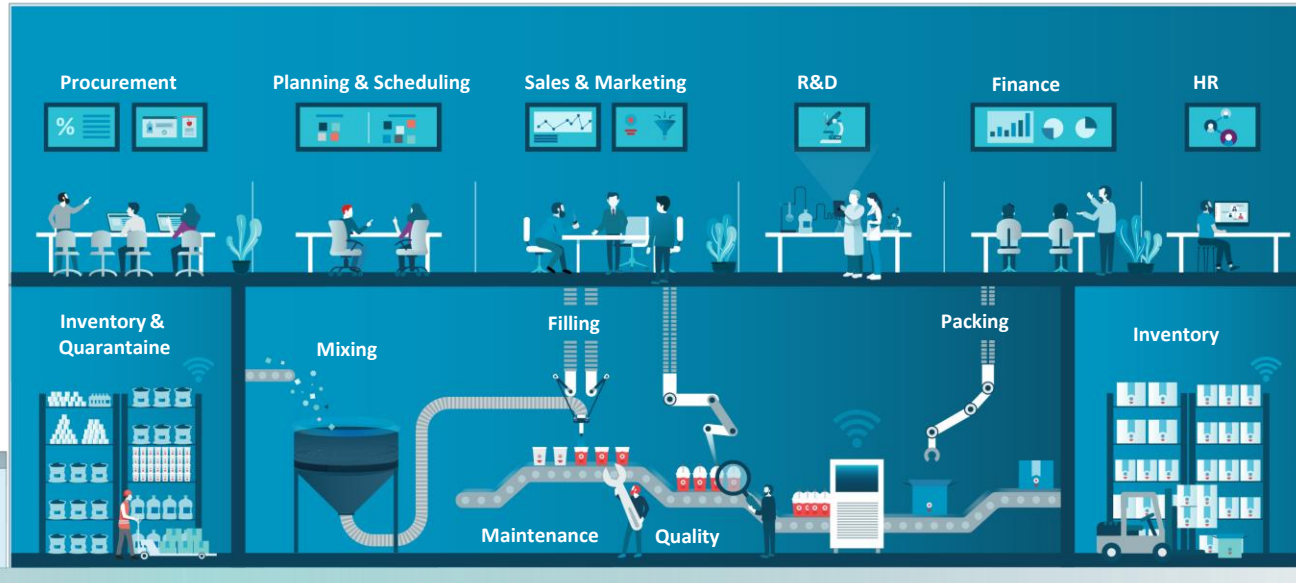 Procurement
Planning & Scheduling
Sales & Marketing
R&D
Finance
HR
%
Inventory &
Quarantaine
Mixing
Filling
Packing
Inventory
Maintenance
Quality